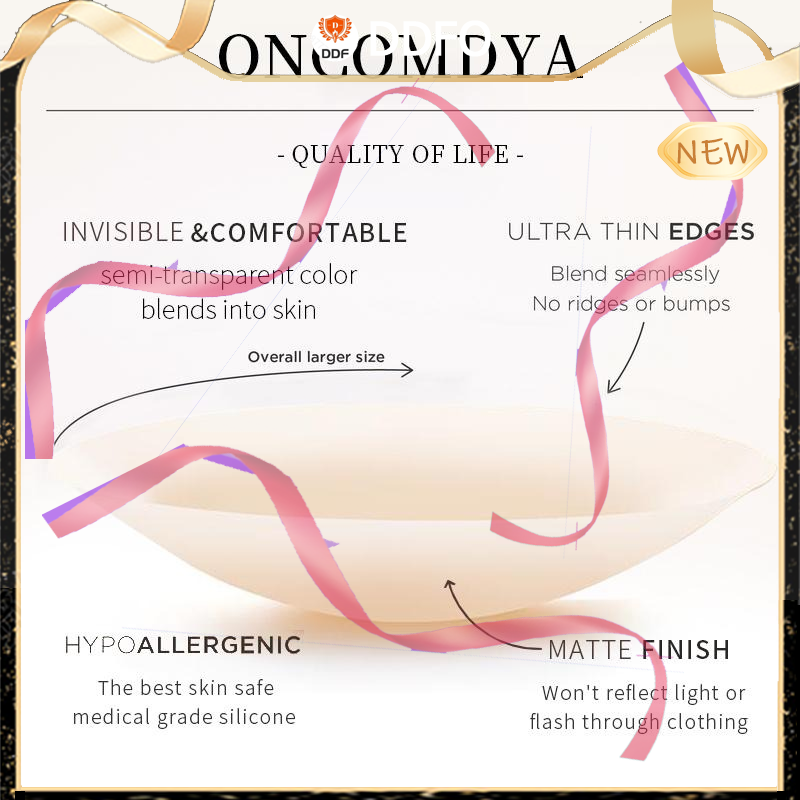 DDF
DDFO
ONCOMDYA
- QUALITY OF LIFE -
NEW
INVISIBLE &COMFORTABLE
semi-transparent color
blends into skin
ULTRA THIN EDGES
Blend seamlessly
No ridges or bumps
Overall larger size
HYPOALLERGENIC
The best skin safe
medical grade silicone
MATTE FINISH
Won't reflect light or
flash through clothing